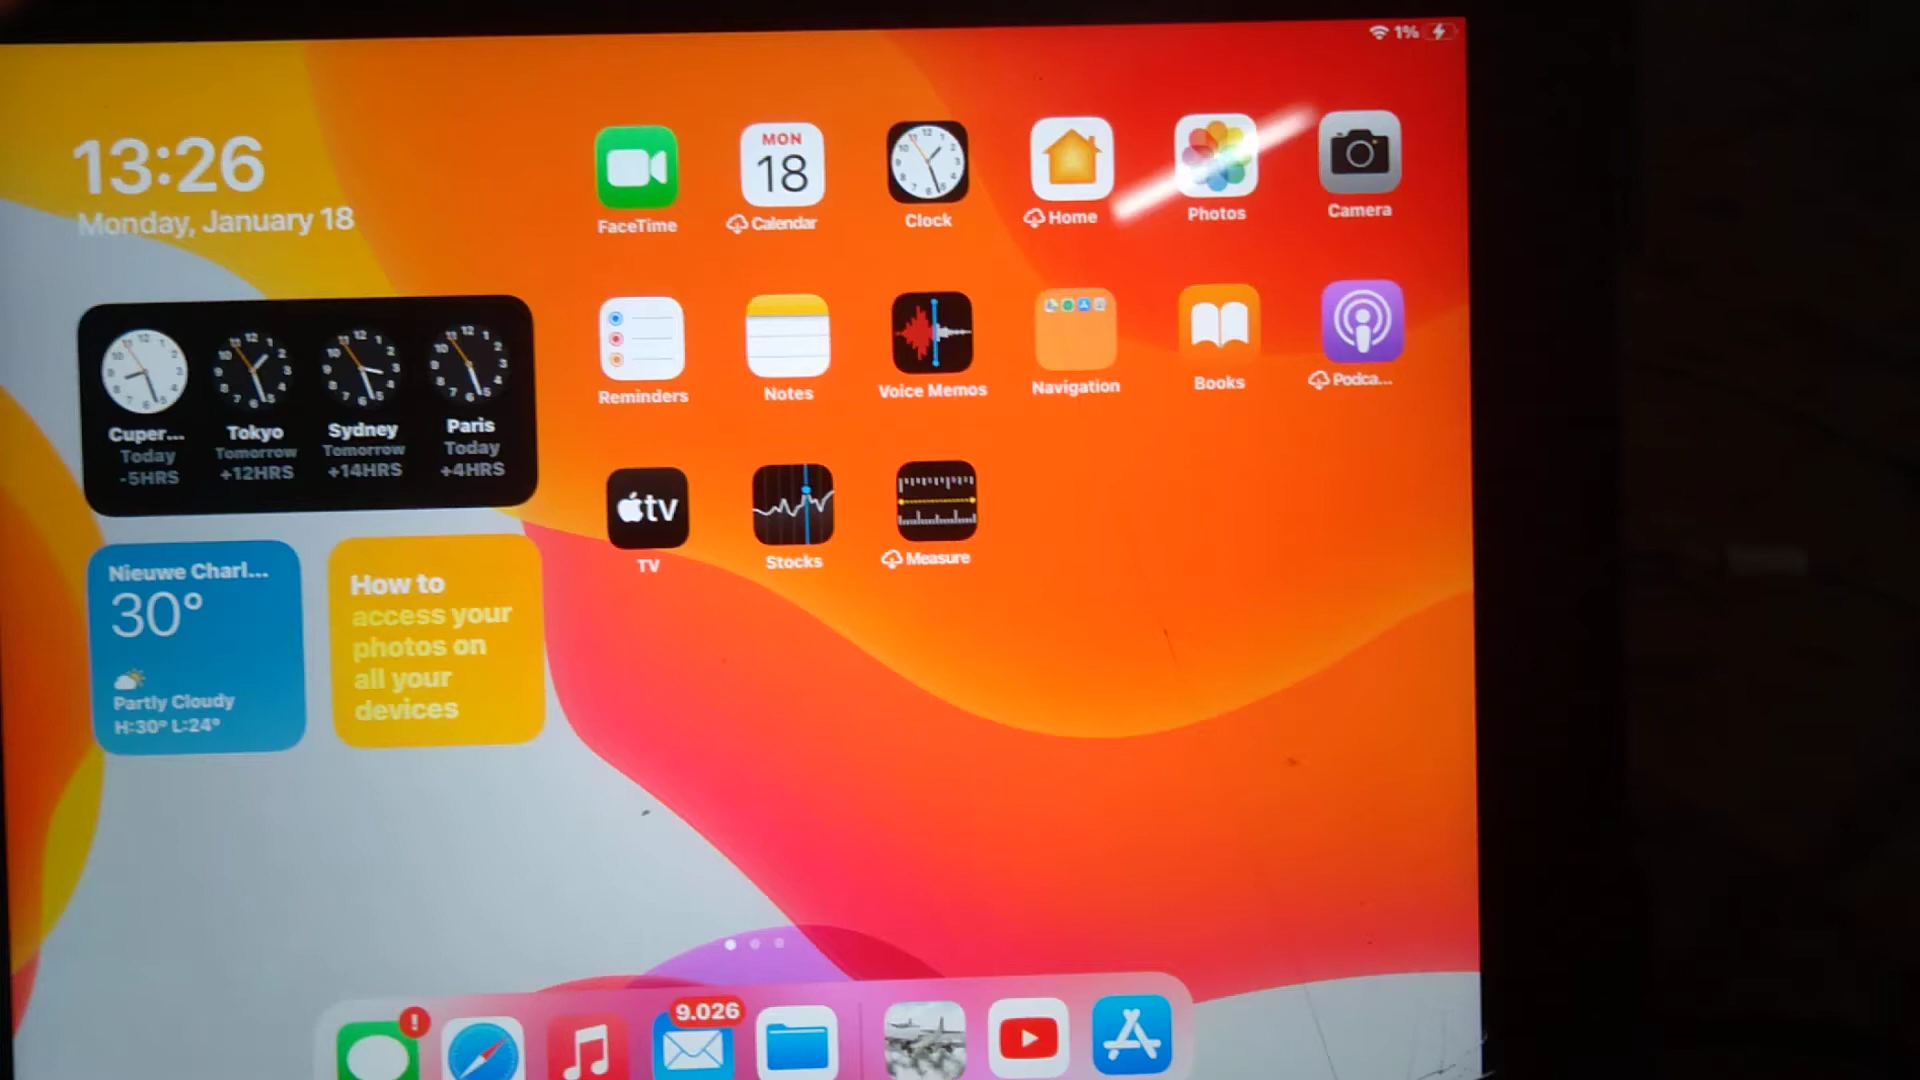 1%
13:26
Monday, January 18
FaceTime
MON
18
Calendar
Clock
Home
Photos
Camera
Reminders
Notes
Voice Memos
Navigation
Books
Podca...
Cuper...
Today
-5HRS
Tokyo
Tomorrow
+12HRS
Sydney
Tomorrow
+14HRS
Paris
Today
+4HRS
tv
TV
Stocks
Measure
Nieuwe Charl...
30°
Partly Cloudy
H:30° L:24°
How to
access your
photos on
all your
devices
!
9.026